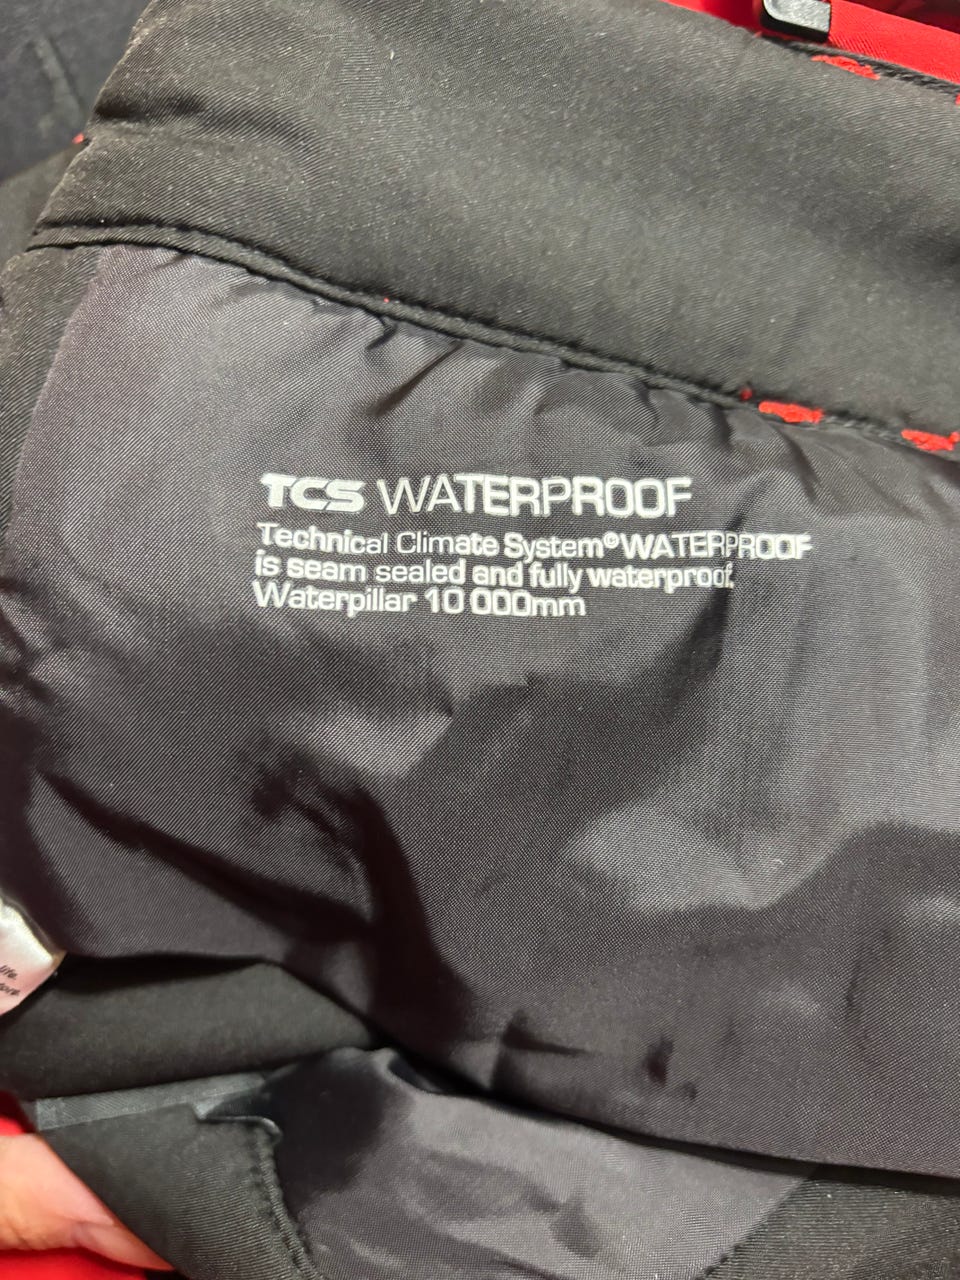 TCS WATERPROOF
Technical Climate System® WATERPROOF
is seam sealed and fully waterproof.
Waterpillar 10 000mm